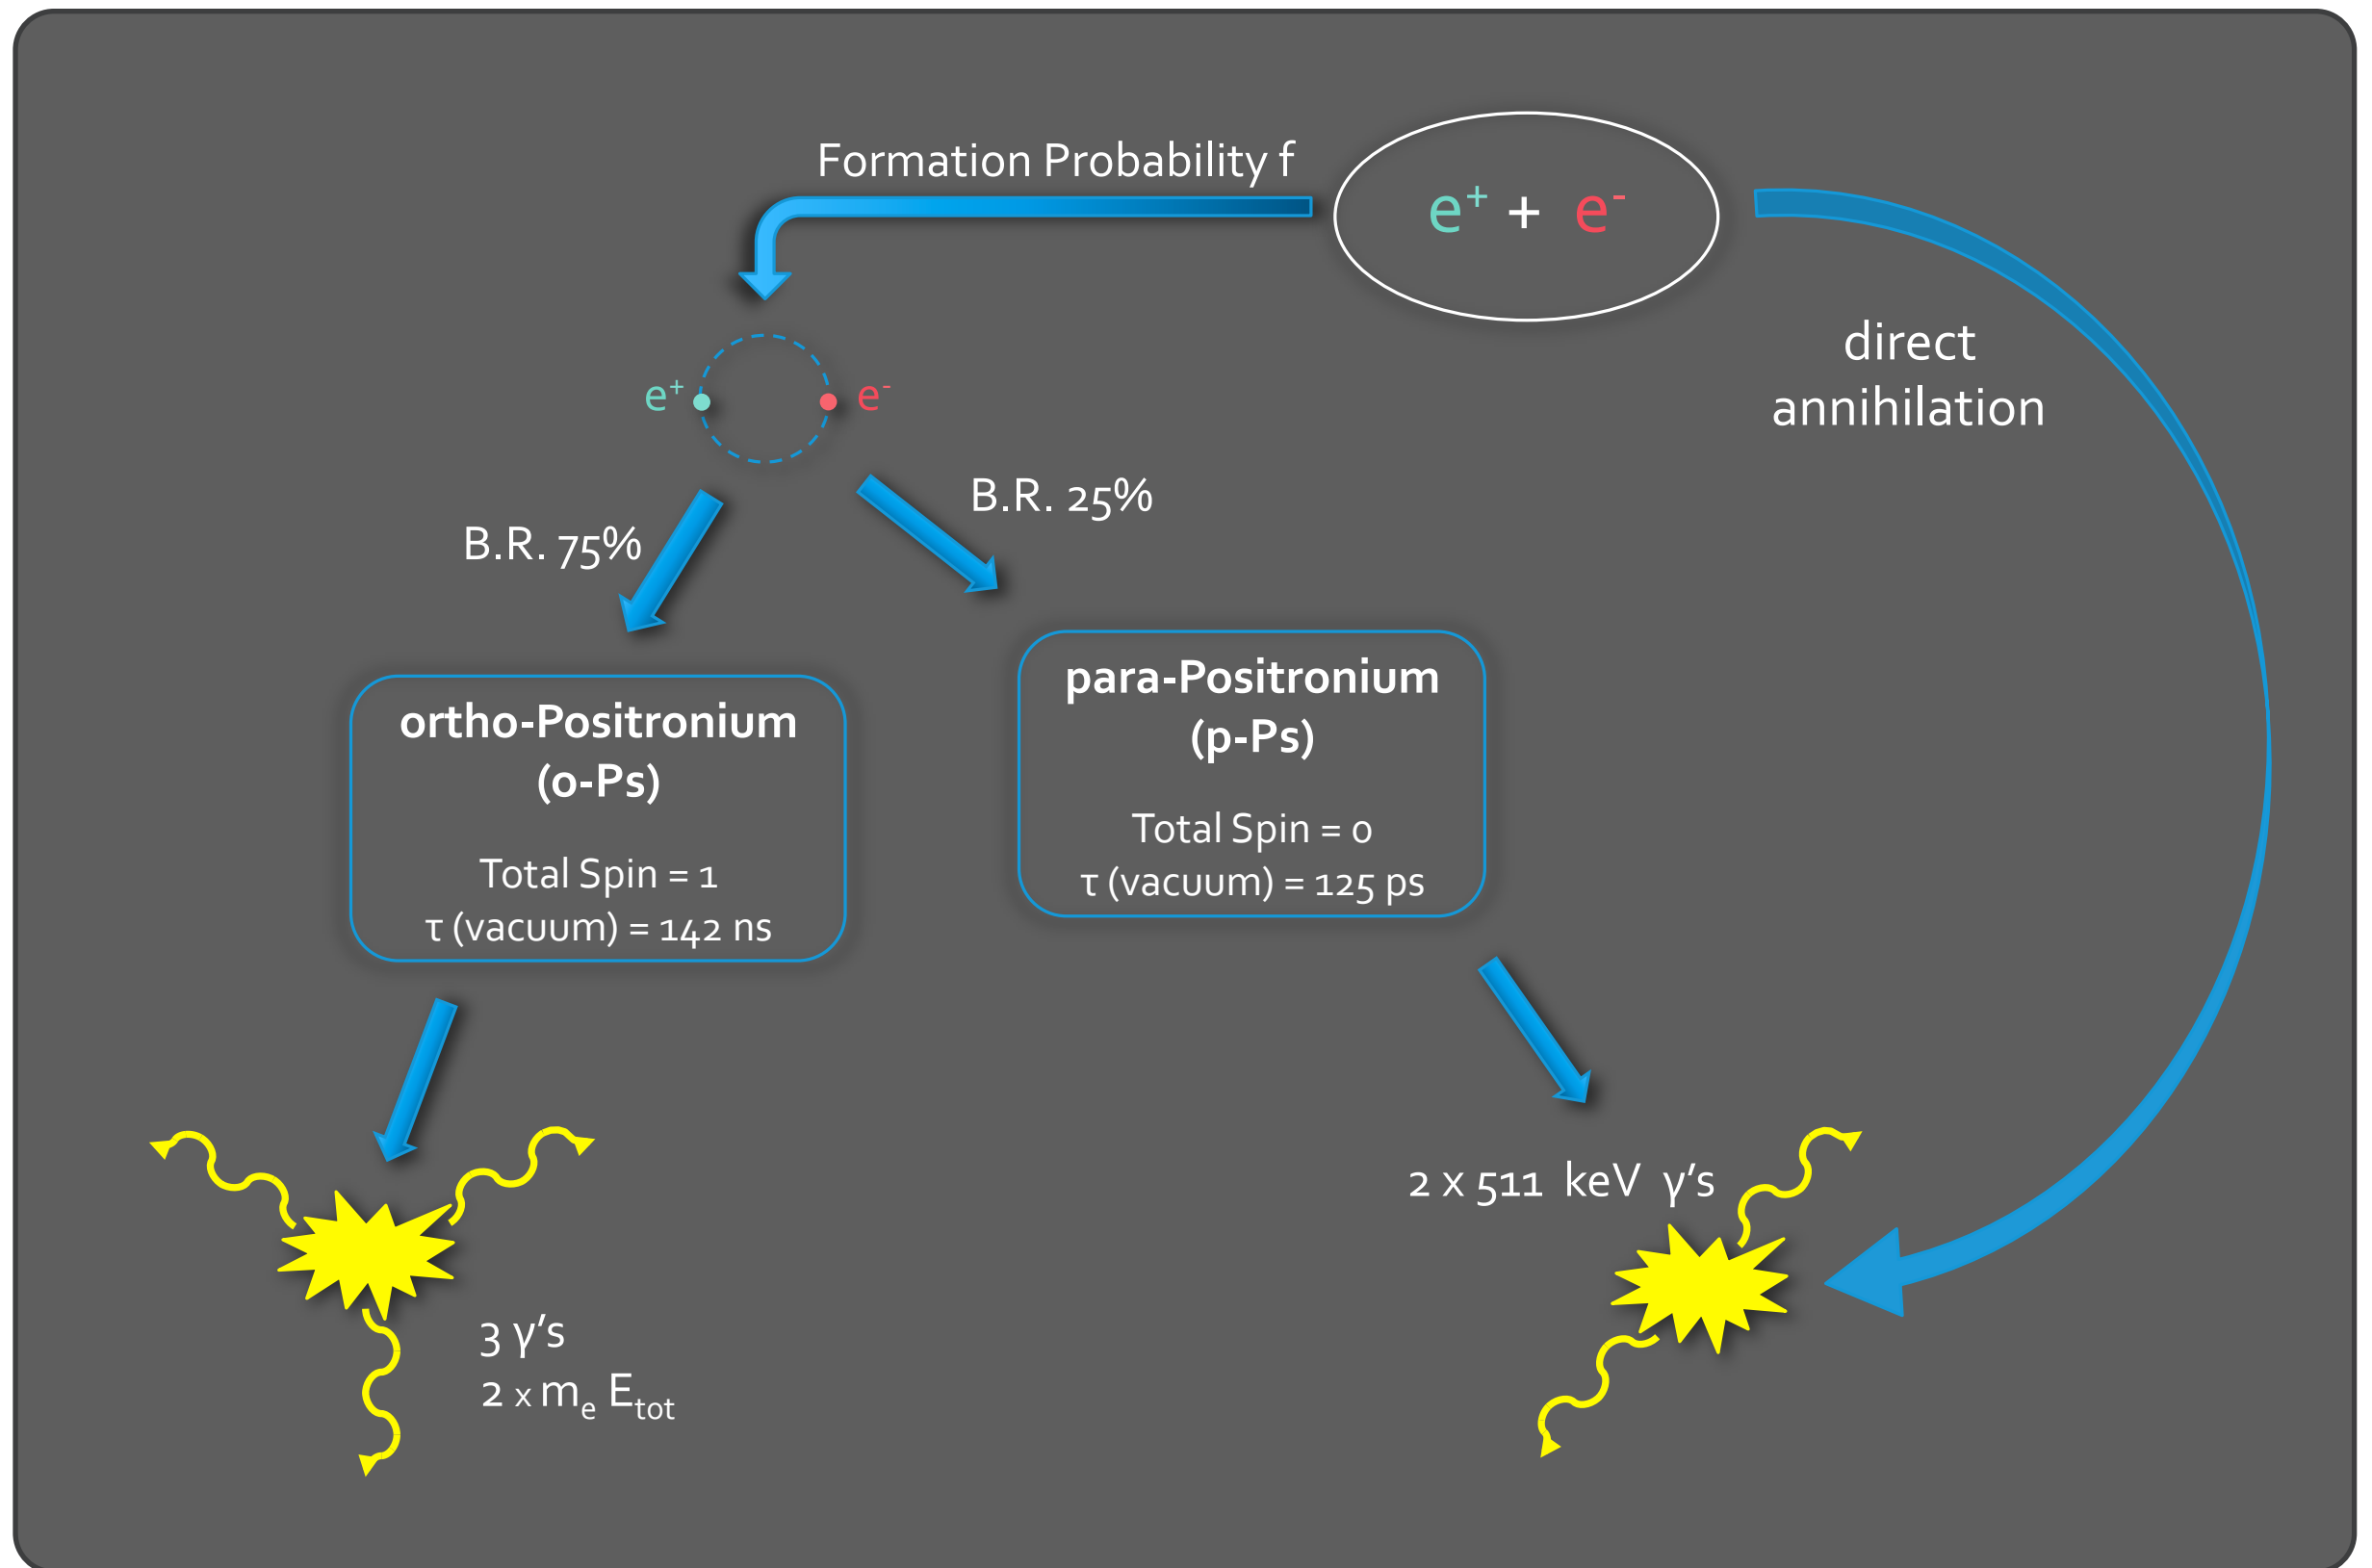 Formation Probability f
e⁺ + e⁻
direct
annihilation
e⁺
e⁻
B.R. 75%
B.R. 25%
ortho-Positronium
(o-Ps)
Total Spin = 1
τ (vacuum) = 142 ns
para-Positronium
(p-Ps)
Total Spin = 0
τ (vacuum) = 125 ps
2 x 511 keV γ's
3 γ's
2 x mₑ Eₜₒₜ